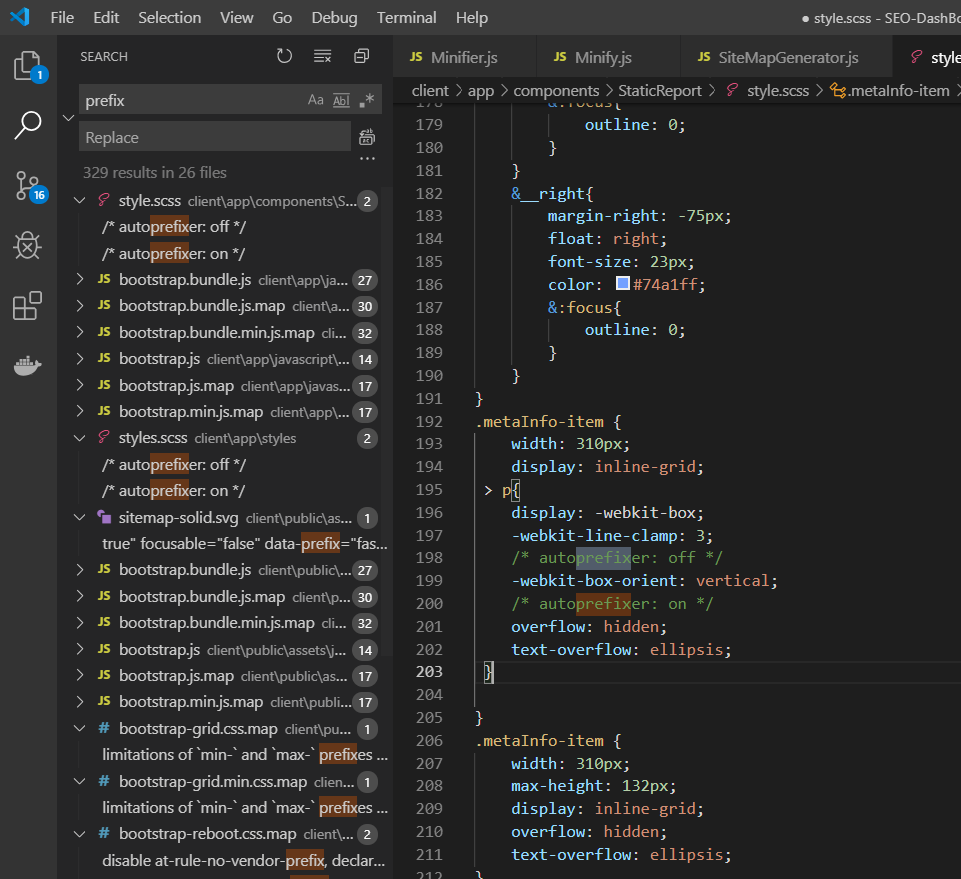 File Edit Selection View Go Debug Terminal Help
● style.scss - SEO-DashBo
SEARCH
JS Minifier.js
JS Minify.js
JS SiteMapGenerator.js
style
client > app > components > StaticReport > style.scss > .metaInfo-item >
1
16
prefix
Aa Abl .*
Replace
...
329 results in 26 files
style.scss client\app\components\S... 2
/* autoprefixer: off */
/* autoprefixer: on */
JS bootstrap.bundle.js client\app\ja... 27
JS bootstrap.bundle.js.map client\a... 30
JS bootstrap.bundle.min.js.map cli... 32
JS bootstrap.js client\app\javascript\... 14
JS bootstrap.js.map client\app\javas... 17
JS bootstrap.min.js.map client\app\... 17
styles.scss client\app\styles 2
/* autoprefixer: off */
/* autoprefixer: on */
sitemap-solid.svg client\public\as... 1
true" focusable="false" data-prefix="fas...
JS bootstrap.bundle.js client\public\... 27
JS bootstrap.bundle.js.map client\p... 30
JS bootstrap.bundle.min.js.map cli... 32
JS bootstrap.js client\public\assets\j... 14
JS bootstrap.js.map client\public\as... 17
JS bootstrap.min.js.map client\publi... 17
# bootstrap-grid.css.map client\pu... 1
limitations of `min-` and `max-` prefixes ...
# bootstrap-grid.min.css.map clien... 1
limitations of `min-` and `max-` prefixes ...
# bootstrap-reboot.css.map client\... 2
disable at-rule-no-vendor-prefix, declar...
178 &:focus{
179 outline: 0;
180 }
181 }
182 &__right{
183 margin-right: -75px;
184 float: right;
185 font-size: 23px;
186 color: #74a1ff;
187 &:focus{
188 outline: 0;
189 }
190 }
191 }
192 .metaInfo-item {
193 width: 310px;
194 display: inline-grid;
195 > p{
196 display: -webkit-box;
197 -webkit-line-clamp: 3;
198 /* autoprefixer: off */
199 -webkit-box-orient: vertical;
200 /* autoprefixer: on */
201 overflow: hidden;
202 text-overflow: ellipsis;
203 }
204
205 }
206 .metaInfo-item {
207 width: 310px;
208 max-height: 132px;
209 display: inline-grid;
210 overflow: hidden;
211 text-overflow: ellipsis;
212 }